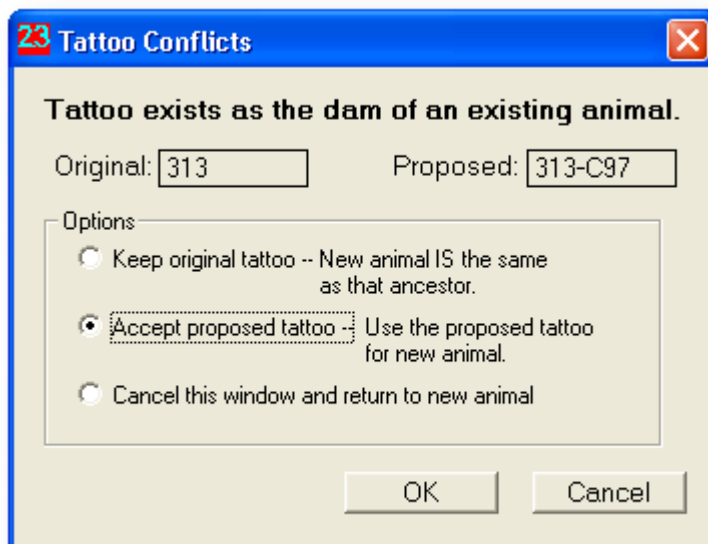 23 Tattoo Conflicts
Tattoo exists as the dam of an existing animal.
Original: 313 Proposed: 313-C97
Options
Keep original tattoo -- New animal IS the same
as that ancestor.
Accept proposed tattoo -- Use the proposed tattoo
for new animal.
Cancel this window and return to new animal
OK Cancel